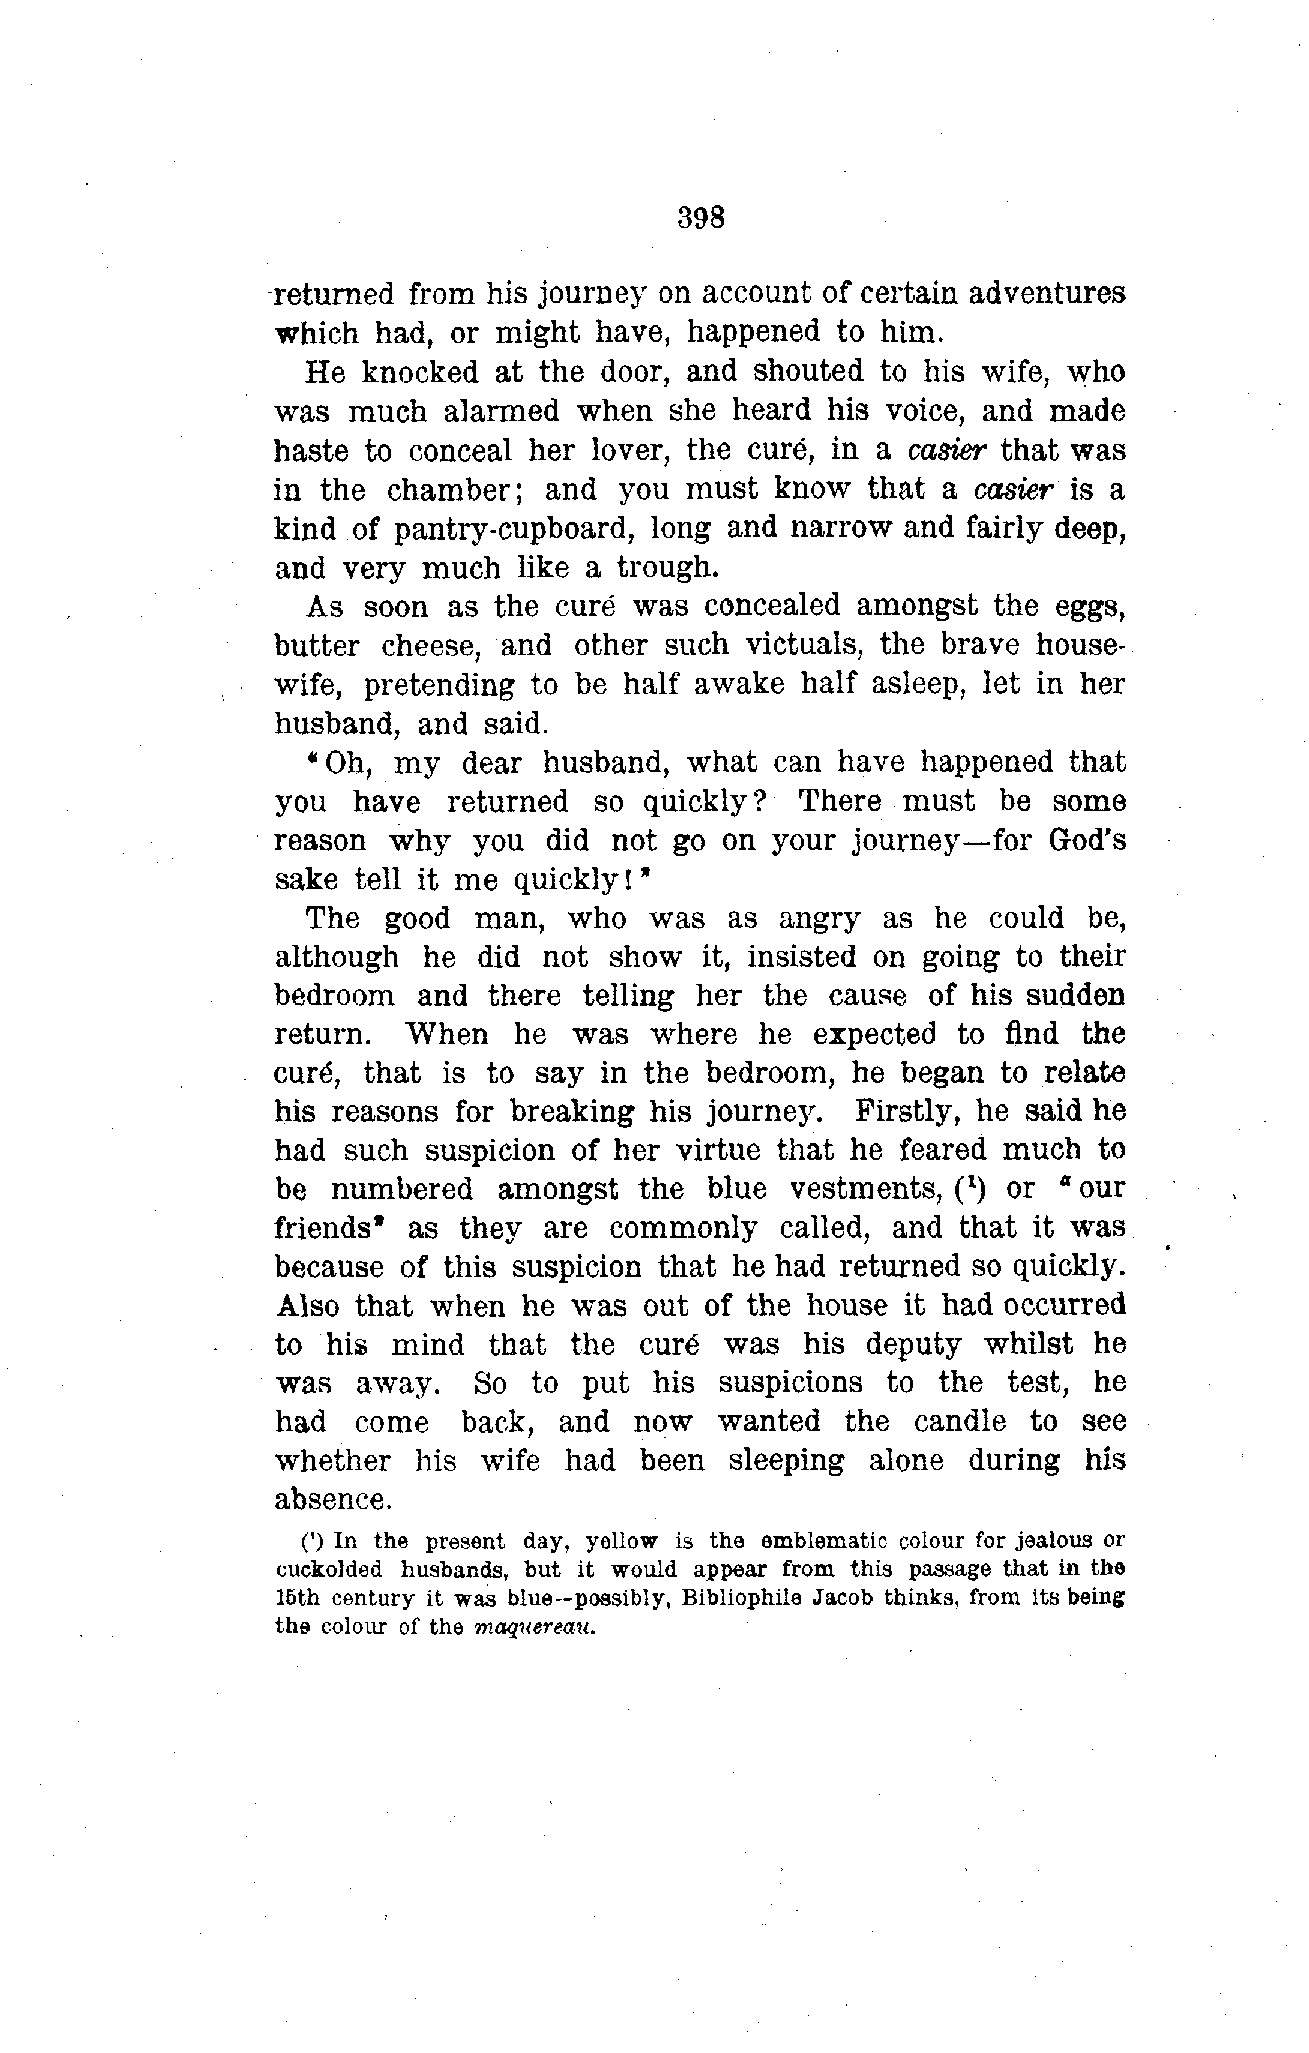 398
returned from his journey on account of certain adventures
which had, or might have, happened to him.
He knocked at the door, and shouted to his wife, who
was much alarmed when she heard his voice, and made
haste to conceal her lover, the curé, in a casier that was
in the chamber; and you must know that a casier is a
kind of pantry-cupboard, long and narrow and fairly deep,
and very much like a trough.
As soon as the curé was concealed amongst the eggs,
butter cheese, and other such victuals, the brave house-
wife, pretending to be half awake half asleep, let in her
husband, and said.
“Oh, my dear husband, what can have happened that
you have returned so quickly? There must be some
reason why you did not go on your journey—for God's
sake tell it me quickly!”
The good man, who was as angry as he could be,
although he did not show it, insisted on going to their
bedroom and there telling her the cause of his sudden
return. When he was where he expected to find the
curé, that is to say in the bedroom, he began to relate
his reasons for breaking his journey. Firstly, he said he
had such suspicion of her virtue that he feared much to
be numbered amongst the blue vestments, (¹) or “our
friends” as they are commonly called, and that it was
because of this suspicion that he had returned so quickly.
Also that when he was out of the house it had occurred
to his mind that the curé was his deputy whilst he
was away. So to put his suspicions to the test, he
had come back, and now wanted the candle to see
whether his wife had been sleeping alone during his
absence.
(¹) In the present day, yellow is the emblematic colour for jealous or
cuckolded husbands, but it would appear from this passage that in the
15th century it was blue--possibly, Bibliophile Jacob thinks, from its being
the colour of the maquereau.